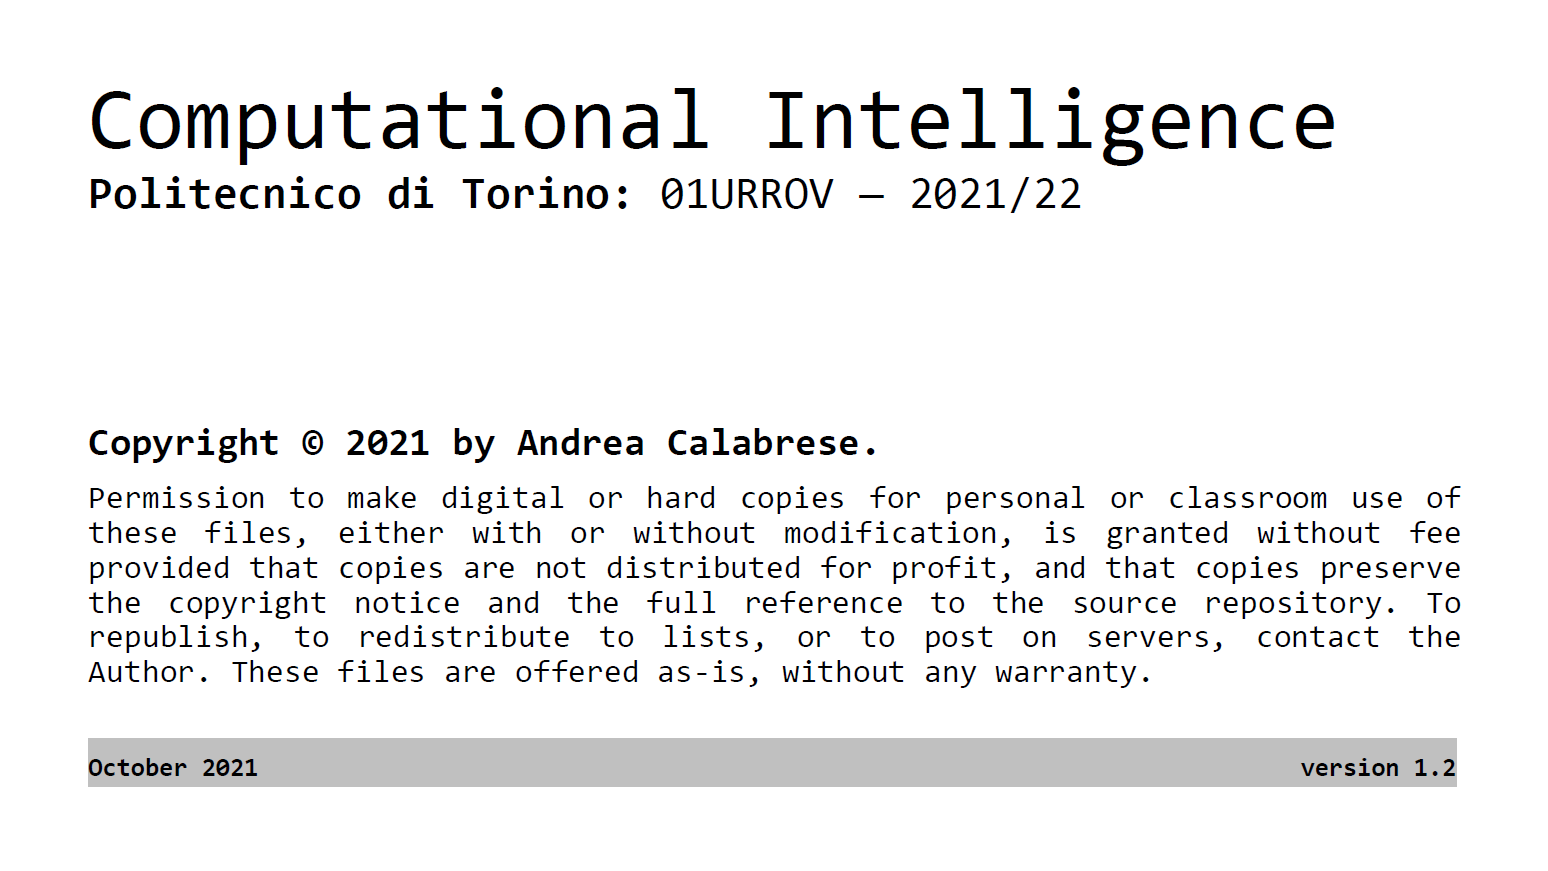 Computational Intelligence
Politecnico di Torino: 01URROV – 2021/22
Copyright © 2021 by Andrea Calabrese.
Permission to make digital or hard copies for personal or classroom use of
these files, either with or without modification, is granted without fee
provided that copies are not distributed for profit, and that copies preserve
the copyright notice and the full reference to the source repository. To
republish, to redistribute to lists, or to post on servers, contact the
Author. These files are offered as-is, without any warranty.
October 2021 version 1.2